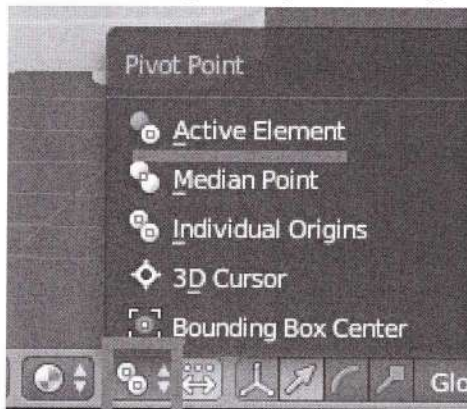 Pivot Point
Active Element
Median Point
Individual Origins
3D Cursor
Bounding Box Center
Glo